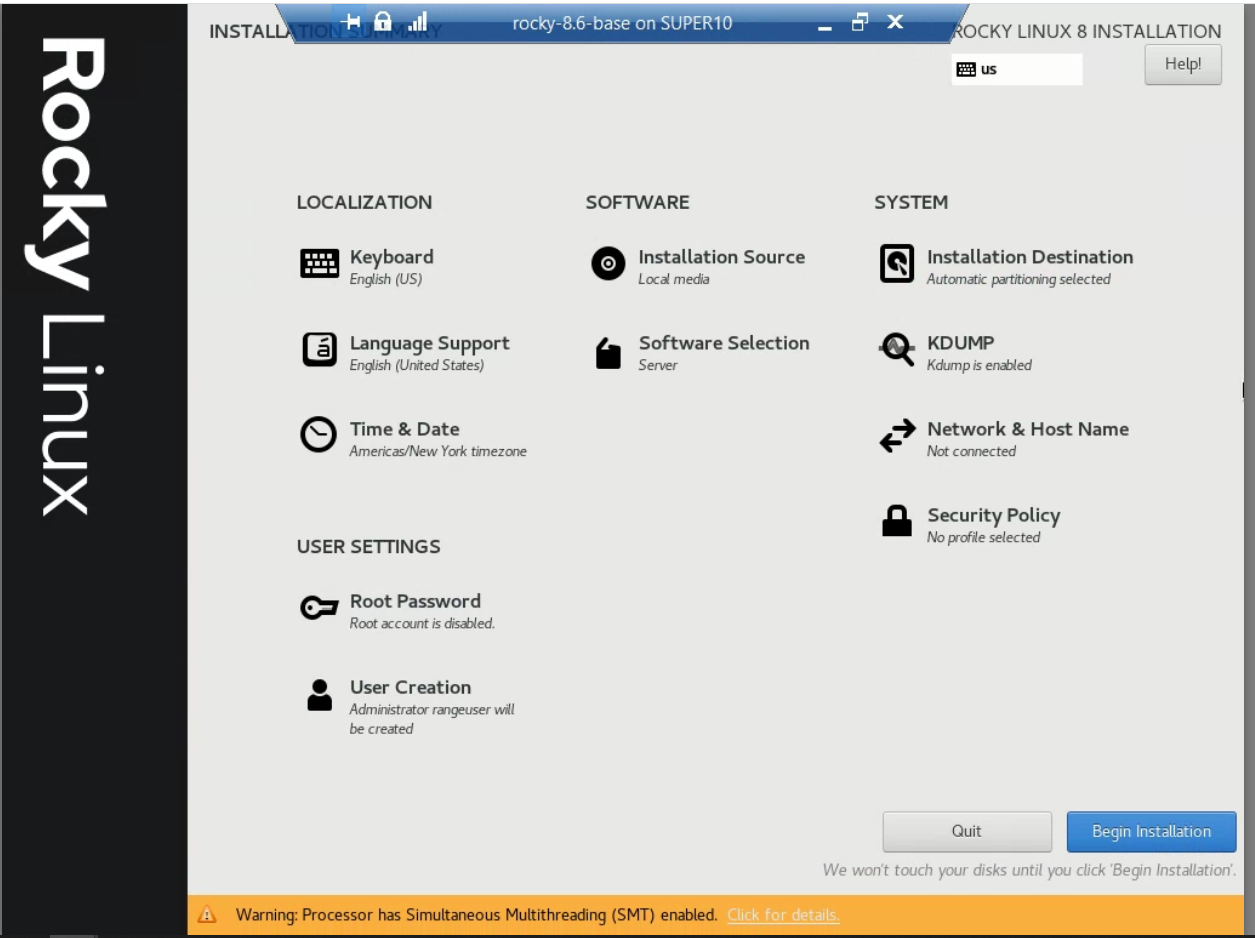 Rocky Linux
INSTALLATION SUMMARY
rocky-8.6-base on SUPER10
ROCKY LINUX 8 INSTALLATION
us
Help!
LOCALIZATION
Keyboard
English (US)
Language Support
English (United States)
Time & Date
Americas/New York timezone
SOFTWARE
Installation Source
Local media
Software Selection
Server
SYSTEM
Installation Destination
Automatic partitioning selected
KDUMP
Kdump is enabled
Network & Host Name
Not connected
Security Policy
No profile selected
USER SETTINGS
Root Password
Root account is disabled.
User Creation
Administrator rangeuser will
be created
Quit
Begin Installation
We won't touch your disks until you click 'Begin Installation'.
Warning: Processor has Simultaneous Multithreading (SMT) enabled. Click for details.